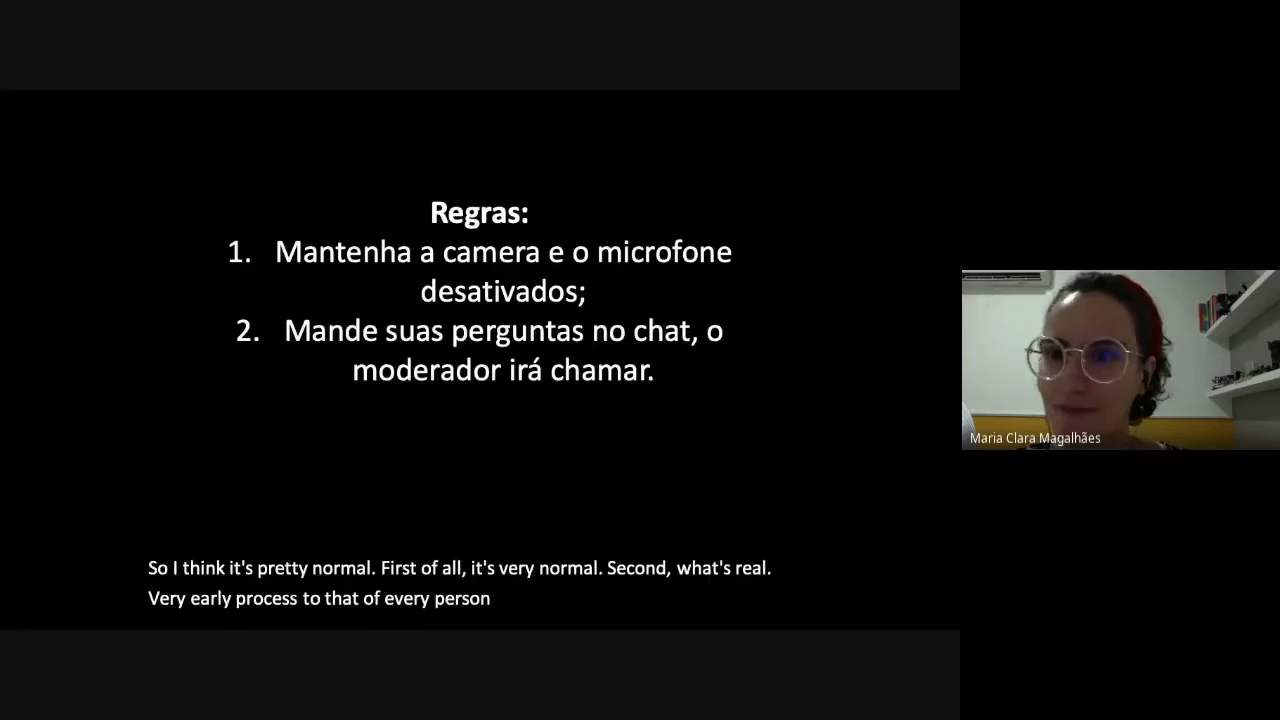 Regras:
1. Mantenha a camera e o microfone
desativados;
2. Mande suas perguntas no chat, o
moderador irá chamar.
Maria Clara Magalhães
So I think it's pretty normal. First of all, it's very normal. Second, what's real.
Very early process to that of every person